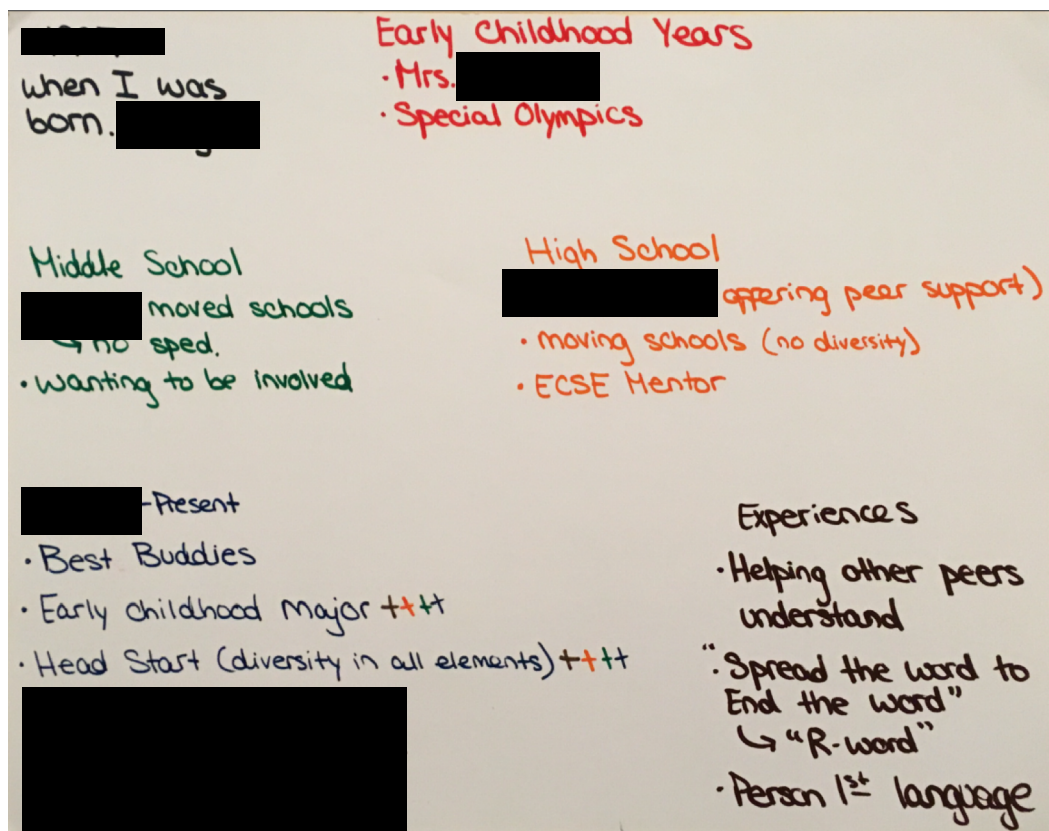 when I was
born.
Early Childhood Years
· Mrs.
· Special Olympics
Middle School
moved schools
↳ no sped.
· wanting to be involved
High School
offering peer support)
· moving schools (no diversity)
· ECSE Mentor
-Present
· Best Buddies
· Early childhood Major ++++
· Head Start (diversity in all elements) ++++
Experiences
· Helping other peers
understand
· "Spread the word to
End the word"
↳ "R-word"
· Person 1st language